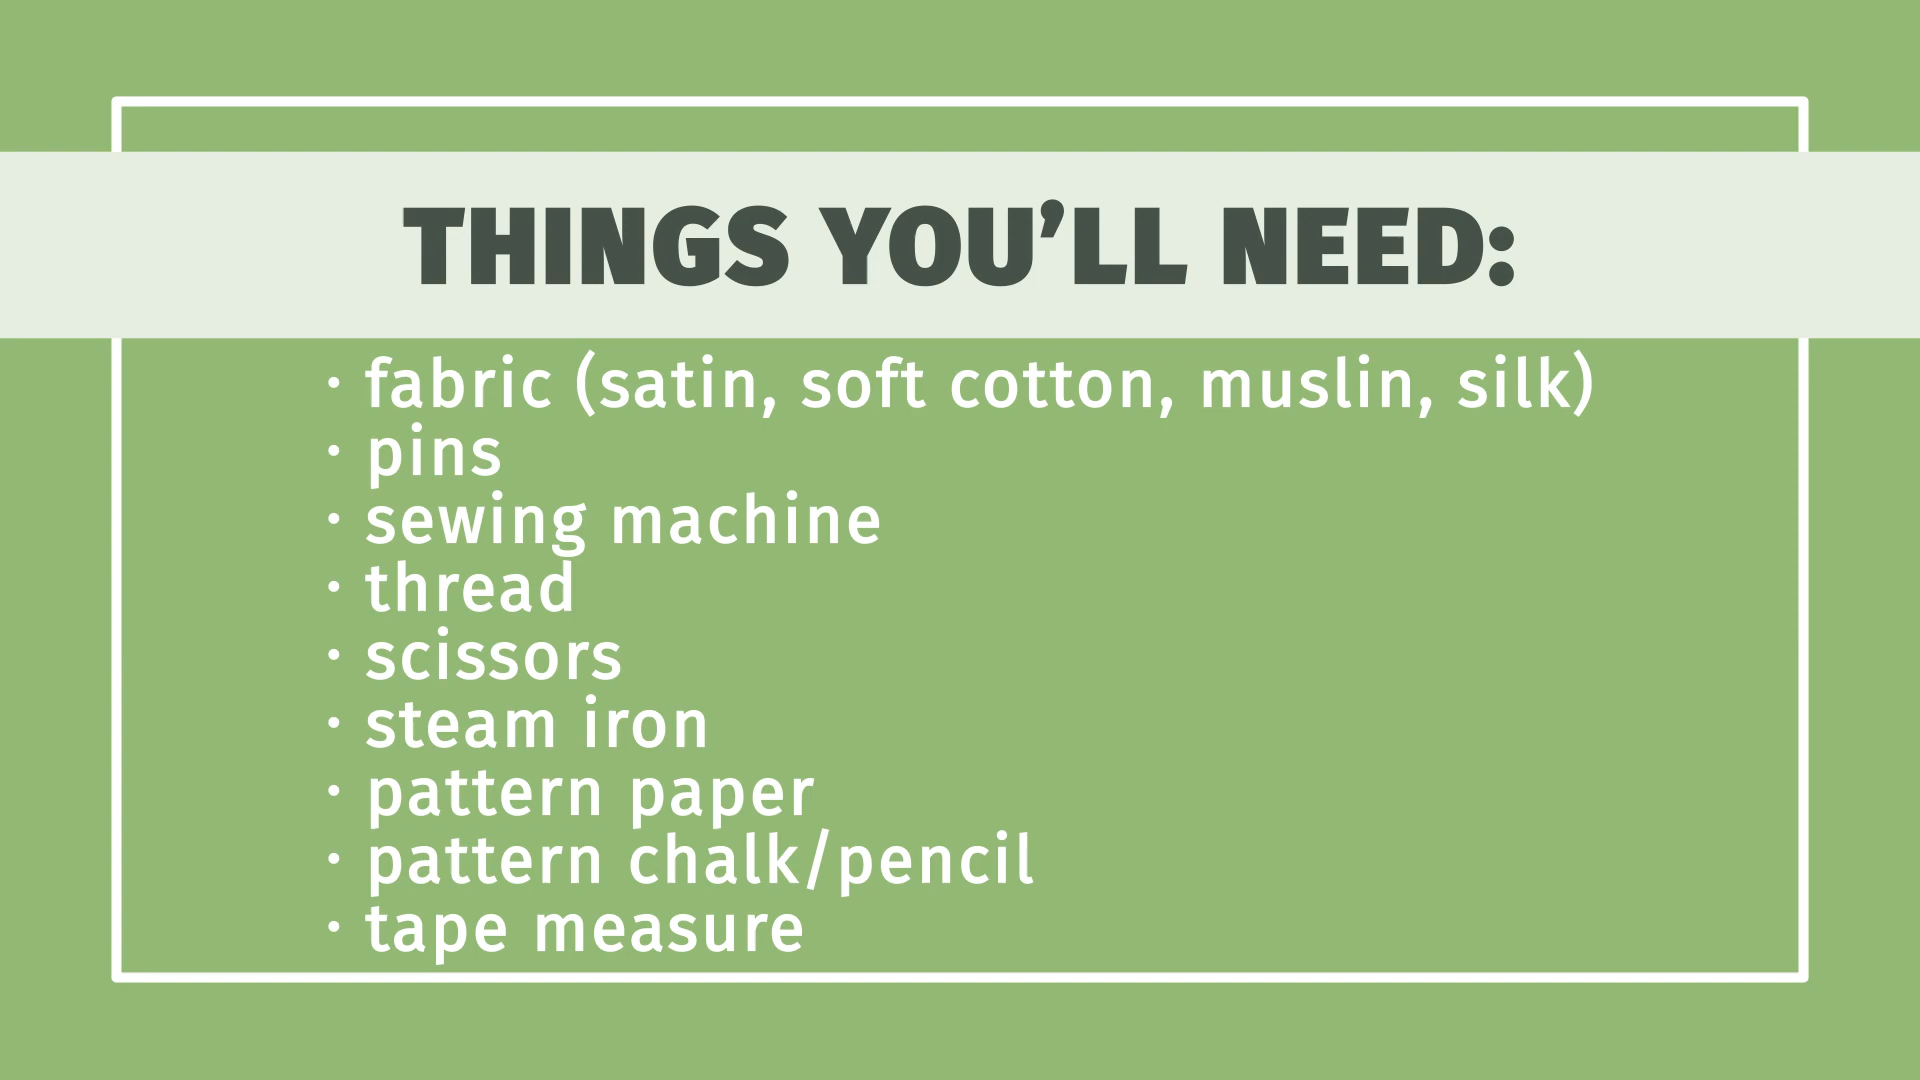 THINGS YOU’LL NEED:
· fabric (satin, soft cotton, muslin, silk)
· pins
· sewing machine
· thread
· scissors
· steam iron
· pattern paper
· pattern chalk/pencil
· tape measure